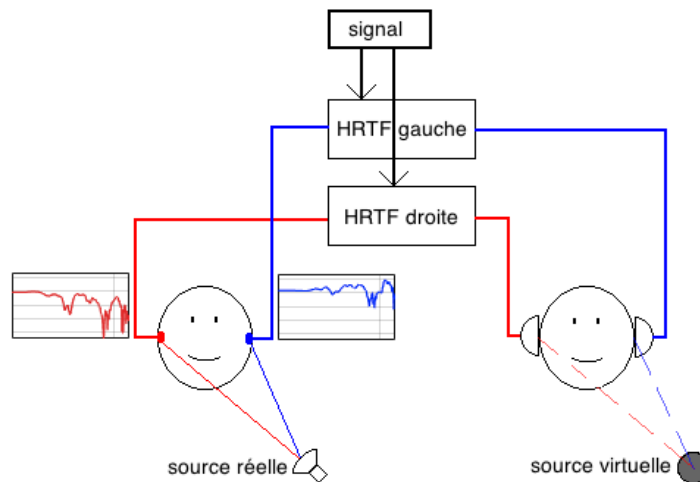 signal
HRTF gauche
HRTF droite
source réelle
source virtuelle